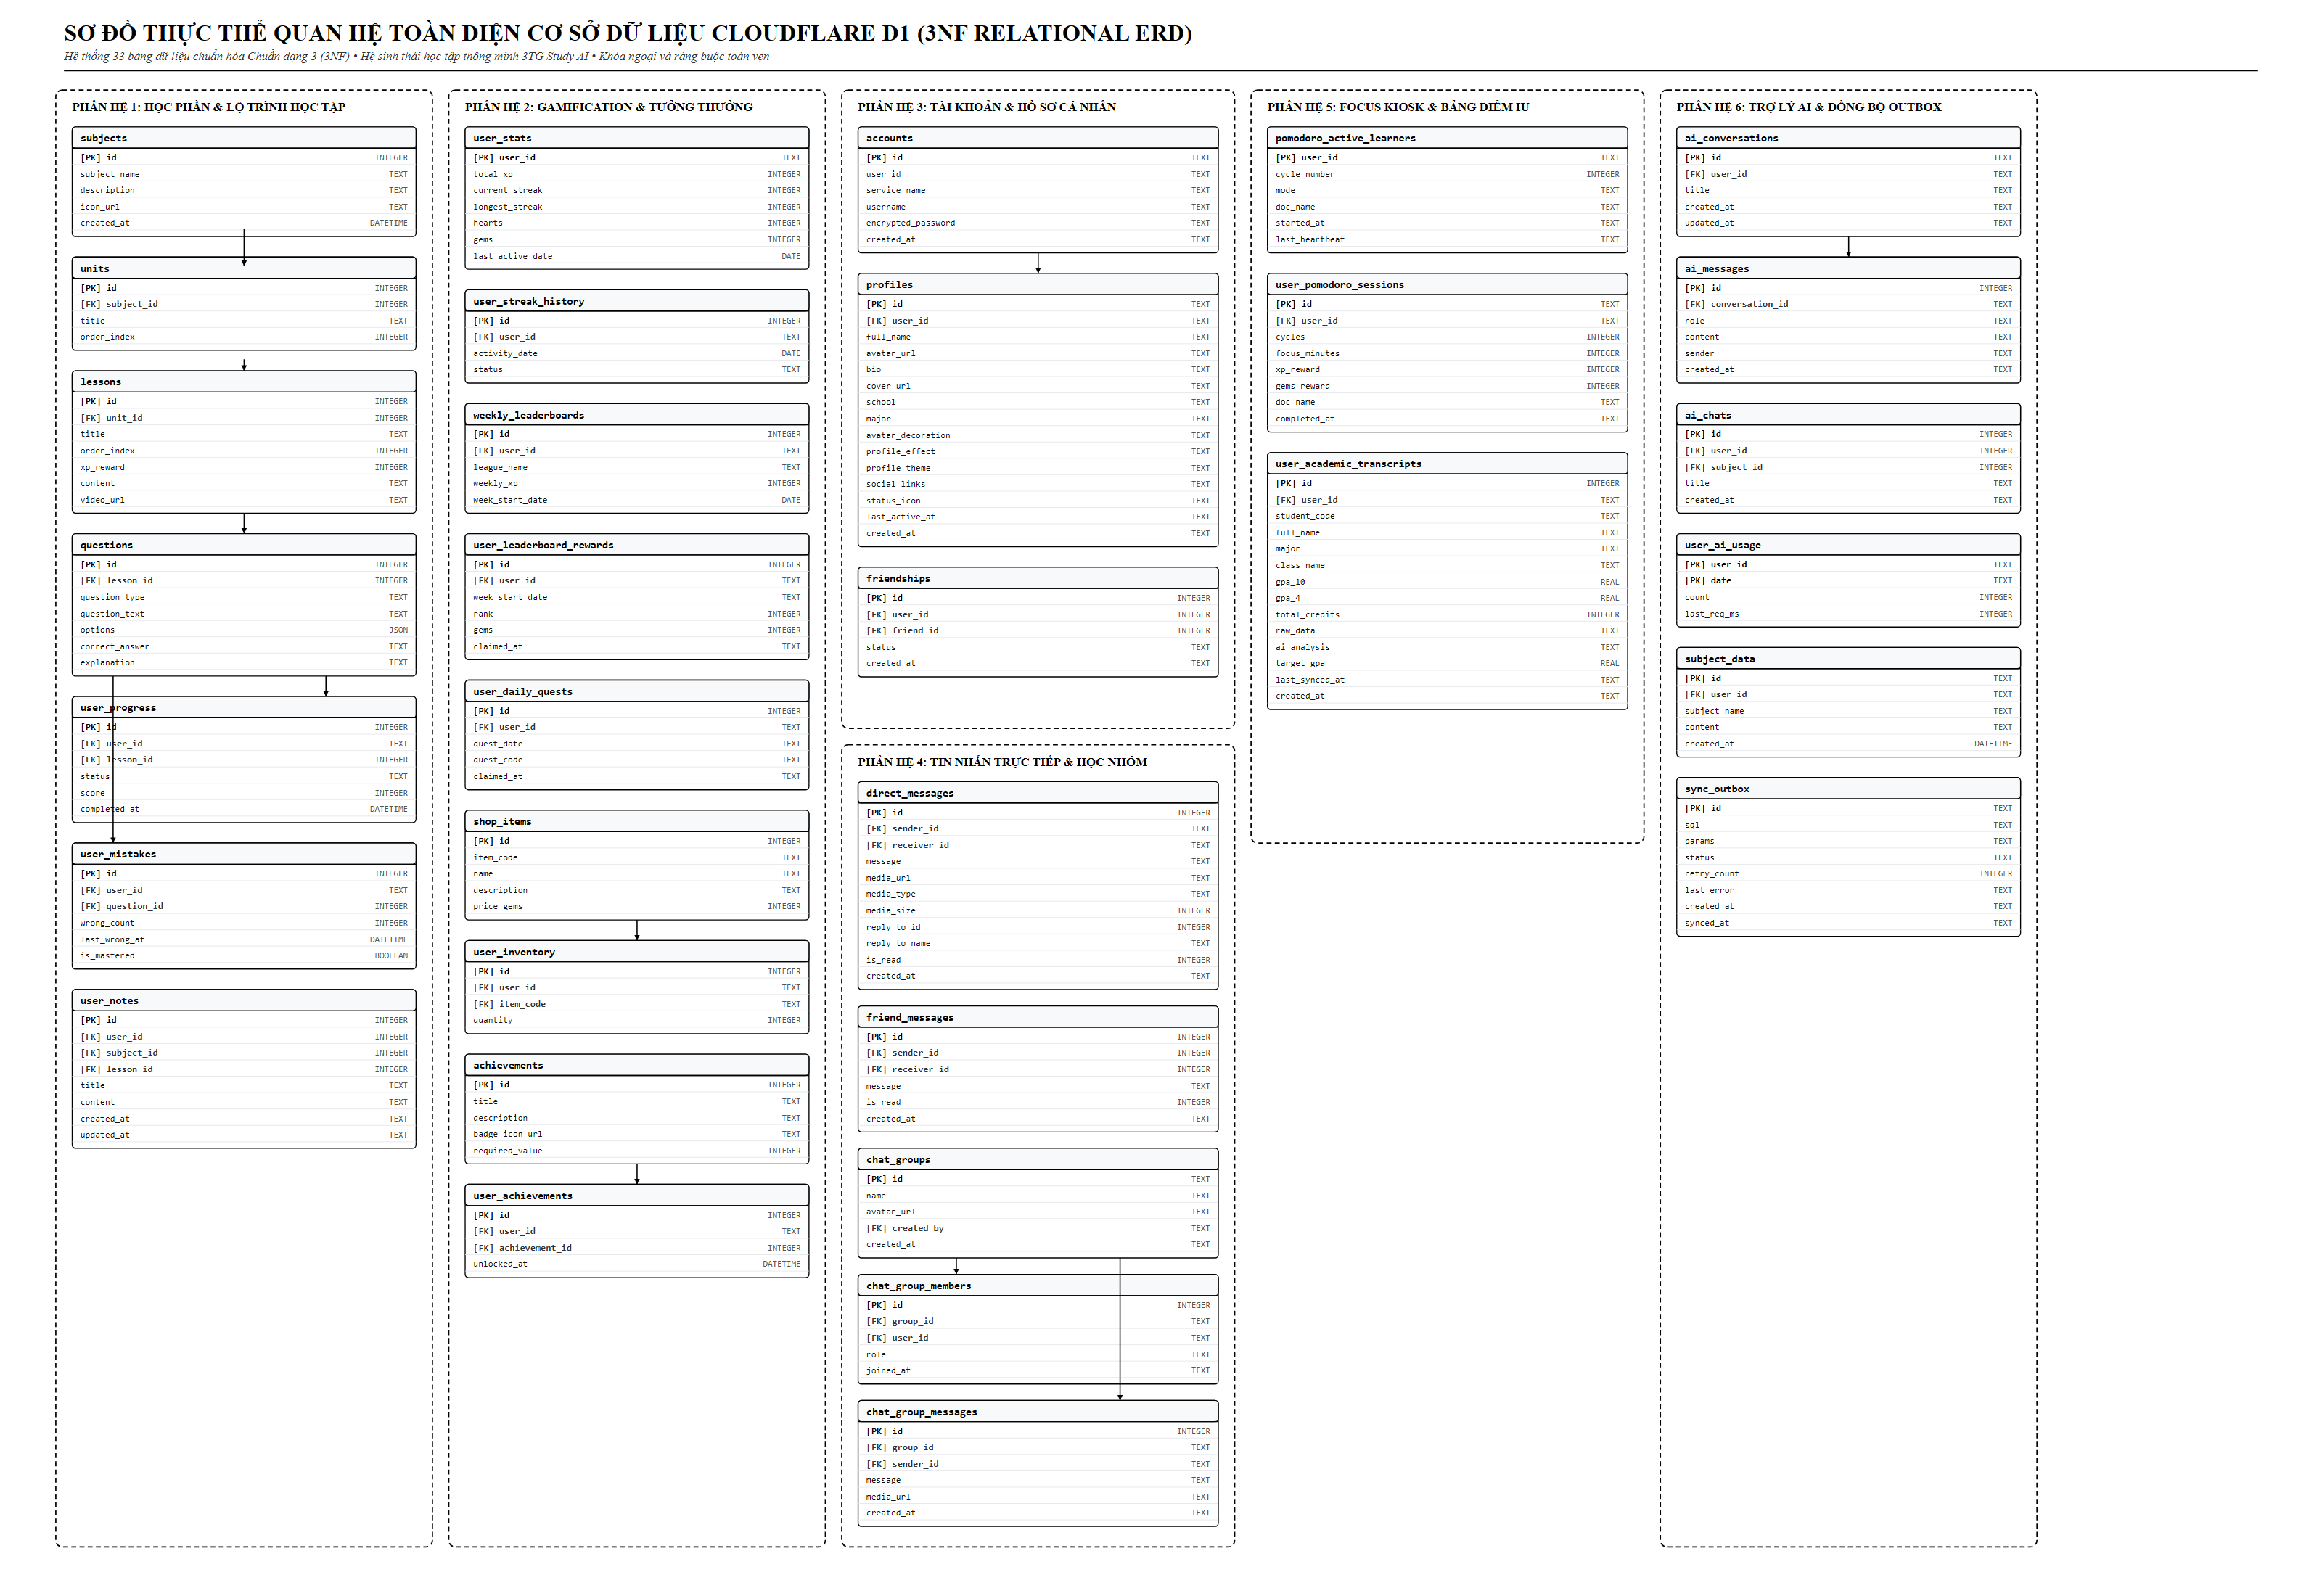 SƠ ĐỒ THỰC THỂ QUAN HỆ TOÀN DIỆN CƠ SỞ DỮ LIỆU CLOUDFLARE D1 (3NF RELATIONAL ERD)
Hệ thống 33 bảng dữ liệu chuẩn hóa Chuẩn dạng 3 (3NF) • Hệ sinh thái học tập thông minh 3TG Study AI • Khóa ngoại và ràng buộc toàn vẹn
PHÂN HỆ 1: HỌC PHẦN & LỘ TRÌNH HỌC TẬP
subjects
[PK] id INTEGER
subject_name TEXT
description TEXT
icon_url TEXT
created_at DATETIME
units
[PK] id INTEGER
[FK] subject_id INTEGER
title TEXT
order_index INTEGER
lessons
[PK] id INTEGER
[FK] unit_id INTEGER
title TEXT
order_index INTEGER
xp_reward INTEGER
content TEXT
video_url TEXT
questions
[PK] id INTEGER
[FK] lesson_id INTEGER
question_type TEXT
question_text TEXT
options JSON
correct_answer TEXT
explanation TEXT
user_progress
[PK] id INTEGER
[FK] user_id TEXT
[FK] lesson_id INTEGER
status TEXT
score INTEGER
completed_at DATETIME
user_mistakes
[PK] id INTEGER
[FK] user_id TEXT
[FK] question_id INTEGER
wrong_count INTEGER
last_wrong_at DATETIME
is_mastered BOOLEAN
user_notes
[PK] id INTEGER
[FK] user_id INTEGER
[FK] subject_id INTEGER
[FK] lesson_id INTEGER
title TEXT
content TEXT
created_at TEXT
updated_at TEXT
PHÂN HỆ 2: GAMIFICATION & TƯỞNG THƯỞNG
user_stats
[PK] user_id TEXT
total_xp INTEGER
current_streak INTEGER
longest_streak INTEGER
hearts INTEGER
gems INTEGER
last_active_date DATE
user_streak_history
[PK] id INTEGER
[FK] user_id TEXT
activity_date DATE
status TEXT
weekly_leaderboards
[PK] id INTEGER
[FK] user_id TEXT
league_name TEXT
weekly_xp INTEGER
week_start_date DATE
user_leaderboard_rewards
[PK] id INTEGER
[FK] user_id TEXT
week_start_date TEXT
rank INTEGER
gems INTEGER
claimed_at TEXT
user_daily_quests
[PK] id INTEGER
[FK] user_id TEXT
quest_date TEXT
quest_code TEXT
claimed_at TEXT
shop_items
[PK] id INTEGER
item_code TEXT
name TEXT
description TEXT
price_gems INTEGER
user_inventory
[PK] id INTEGER
[FK] user_id TEXT
[FK] item_code TEXT
quantity INTEGER
achievements
[PK] id INTEGER
title TEXT
description TEXT
badge_icon_url TEXT
required_value INTEGER
user_achievements
[PK] id INTEGER
[FK] user_id TEXT
[FK] achievement_id INTEGER
unlocked_at DATETIME
PHÂN HỆ 3: TÀI KHOẢN & HỒ SƠ CÁ NHÂN
accounts
[PK] id TEXT
user_id TEXT
service_name TEXT
username TEXT
encrypted_password TEXT
created_at TEXT
profiles
[PK] id TEXT
[FK] user_id TEXT
full_name TEXT
avatar_url TEXT
bio TEXT
cover_url TEXT
school TEXT
major TEXT
avatar_decoration TEXT
profile_effect TEXT
profile_theme TEXT
social_links TEXT
status_icon TEXT
last_active_at TEXT
created_at TEXT
friendships
[PK] id INTEGER
[FK] user_id INTEGER
[FK] friend_id INTEGER
status TEXT
created_at TEXT
PHÂN HỆ 4: TIN NHẮN TRỰC TIẾP & HỌC NHÓM
direct_messages
[PK] id INTEGER
[FK] sender_id TEXT
[FK] receiver_id TEXT
message TEXT
media_url TEXT
media_type TEXT
media_size INTEGER
reply_to_id INTEGER
reply_to_name TEXT
is_read INTEGER
created_at TEXT
friend_messages
[PK] id INTEGER
[FK] sender_id INTEGER
[FK] receiver_id INTEGER
message TEXT
is_read INTEGER
created_at TEXT
chat_groups
[PK] id TEXT
name TEXT
avatar_url TEXT
[FK] created_by TEXT
created_at TEXT
chat_group_members
[PK] id INTEGER
[FK] group_id TEXT
[FK] user_id TEXT
role TEXT
joined_at TEXT
chat_group_messages
[PK] id INTEGER
[FK] group_id TEXT
[FK] sender_id TEXT
message TEXT
media_url TEXT
created_at TEXT
PHÂN HỆ 5: FOCUS KIOSK & BẢNG ĐIỂM IU
pomodoro_active_learners
[PK] user_id TEXT
cycle_number INTEGER
mode TEXT
doc_name TEXT
started_at TEXT
last_heartbeat TEXT
user_pomodoro_sessions
[PK] id TEXT
[FK] user_id TEXT
cycles INTEGER
focus_minutes INTEGER
xp_reward INTEGER
gems_reward INTEGER
doc_name TEXT
completed_at TEXT
user_academic_transcripts
[PK] id INTEGER
[FK] user_id TEXT
student_code TEXT
full_name TEXT
major TEXT
class_name TEXT
gpa_10 REAL
gpa_4 REAL
total_credits INTEGER
raw_data TEXT
ai_analysis TEXT
target_gpa REAL
last_synced_at TEXT
created_at TEXT
PHÂN HỆ 6: TRỢ LÝ AI & ĐỒNG BỘ OUTBOX
ai_conversations
[PK] id TEXT
[FK] user_id TEXT
title TEXT
created_at TEXT
updated_at TEXT
ai_messages
[PK] id INTEGER
[FK] conversation_id TEXT
role TEXT
content TEXT
sender TEXT
created_at TEXT
ai_chats
[PK] id INTEGER
[FK] user_id INTEGER
[FK] subject_id INTEGER
title TEXT
created_at TEXT
user_ai_usage
[PK] user_id TEXT
[PK] date TEXT
count INTEGER
last_req_ms INTEGER
subject_data
[PK] id TEXT
[FK] user_id TEXT
subject_name TEXT
content TEXT
created_at DATETIME
sync_outbox
[PK] id TEXT
sql TEXT
params TEXT
status TEXT
retry_count INTEGER
last_error TEXT
created_at TEXT
synced_at TEXT